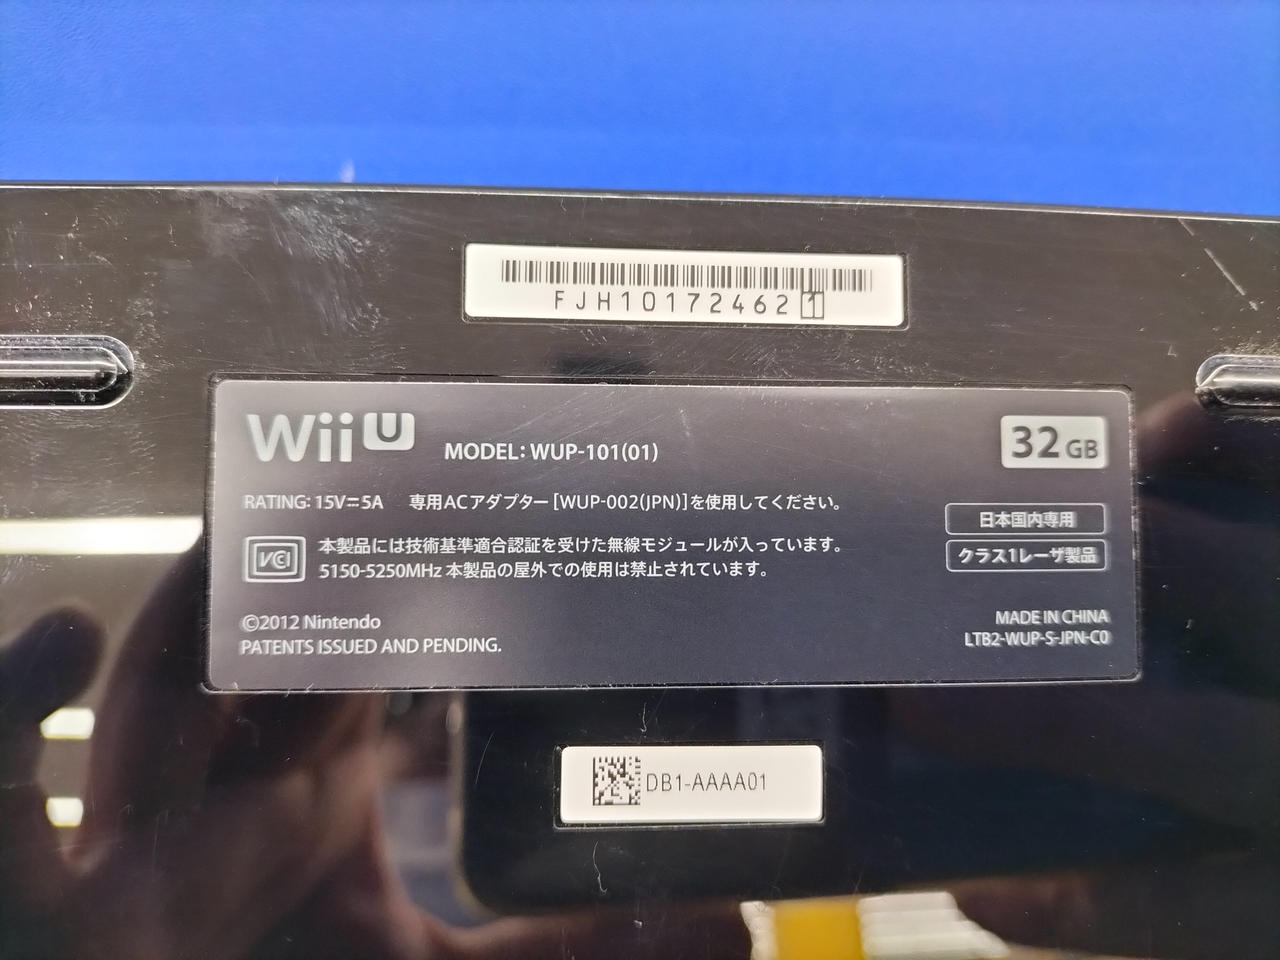 FJH101724621
Wii U
MODEL: WUP-101(01)
32GB
RATING: 15V⎓5A 専用ACアダプター[WUP-002(JPN)]を使用してください。
日本国内専用
VCI 本製品には技術基準適合認証を受けた無線モジュールが入っています。
5150-5250MHz 本製品の屋外での使用は禁止されています。
クラス1レーザ製品
©2012 Nintendo
PATENTS ISSUED AND PENDING.
MADE IN CHINA
LTB2-WUP-S-JPN-C0
DB1-AAAA01